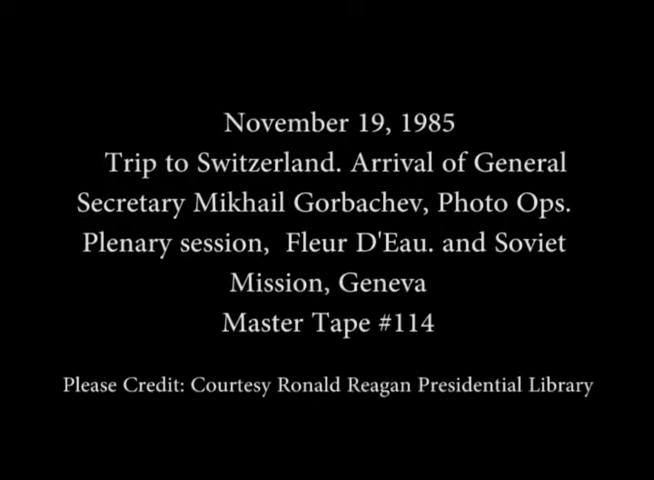 November 19, 1985
Trip to Switzerland. Arrival of General
Secretary Mikhail Gorbachev, Photo Ops.
Plenary session,  Fleur D'Eau. and Soviet
Mission, Geneva
Master Tape #114
Please Credit: Courtesy Ronald Reagan Presidential Library